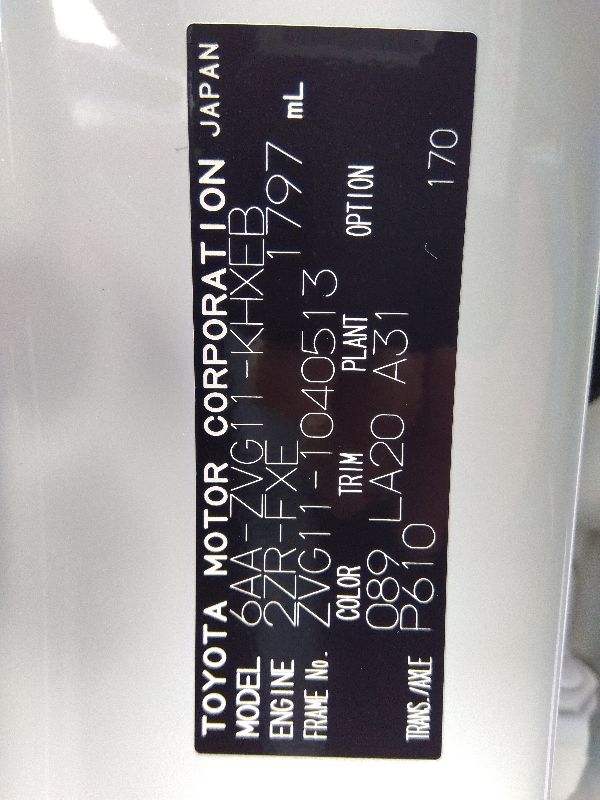 TOYOTA MOTOR CORPORATION JAPAN
MODEL 6AA-ZVG11-KHXEB
ENGINE 2ZR-FXE 1797 mL
FRAME No. ZVG11-1040513
COLOR TRIM PLANT OPTION
089 LA20 A31
TRANS./AXLE P610 170